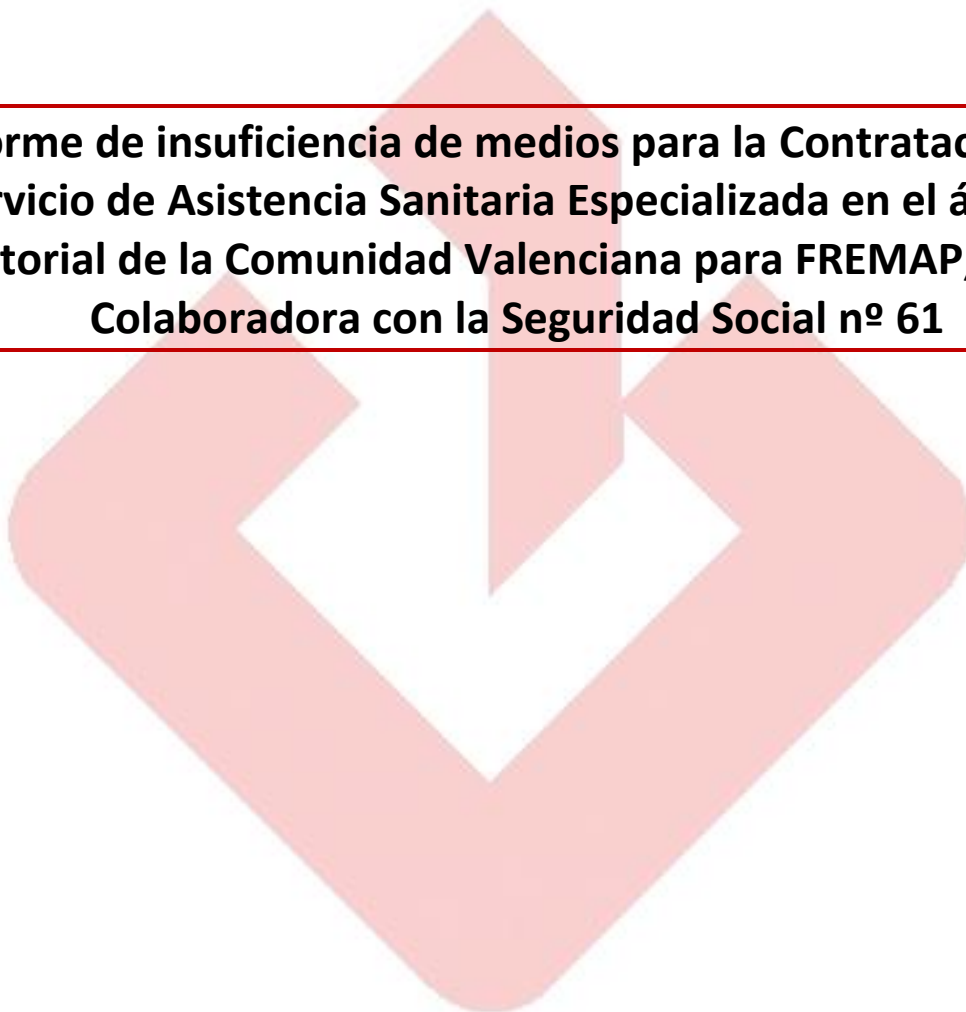 orme de insuficiencia de medios para la Contratac
rvicio de Asistencia Sanitaria Especializada en el á
torial de la Comunidad Valenciana para FREMAP,
Colaboradora con la Seguridad Social nº 61